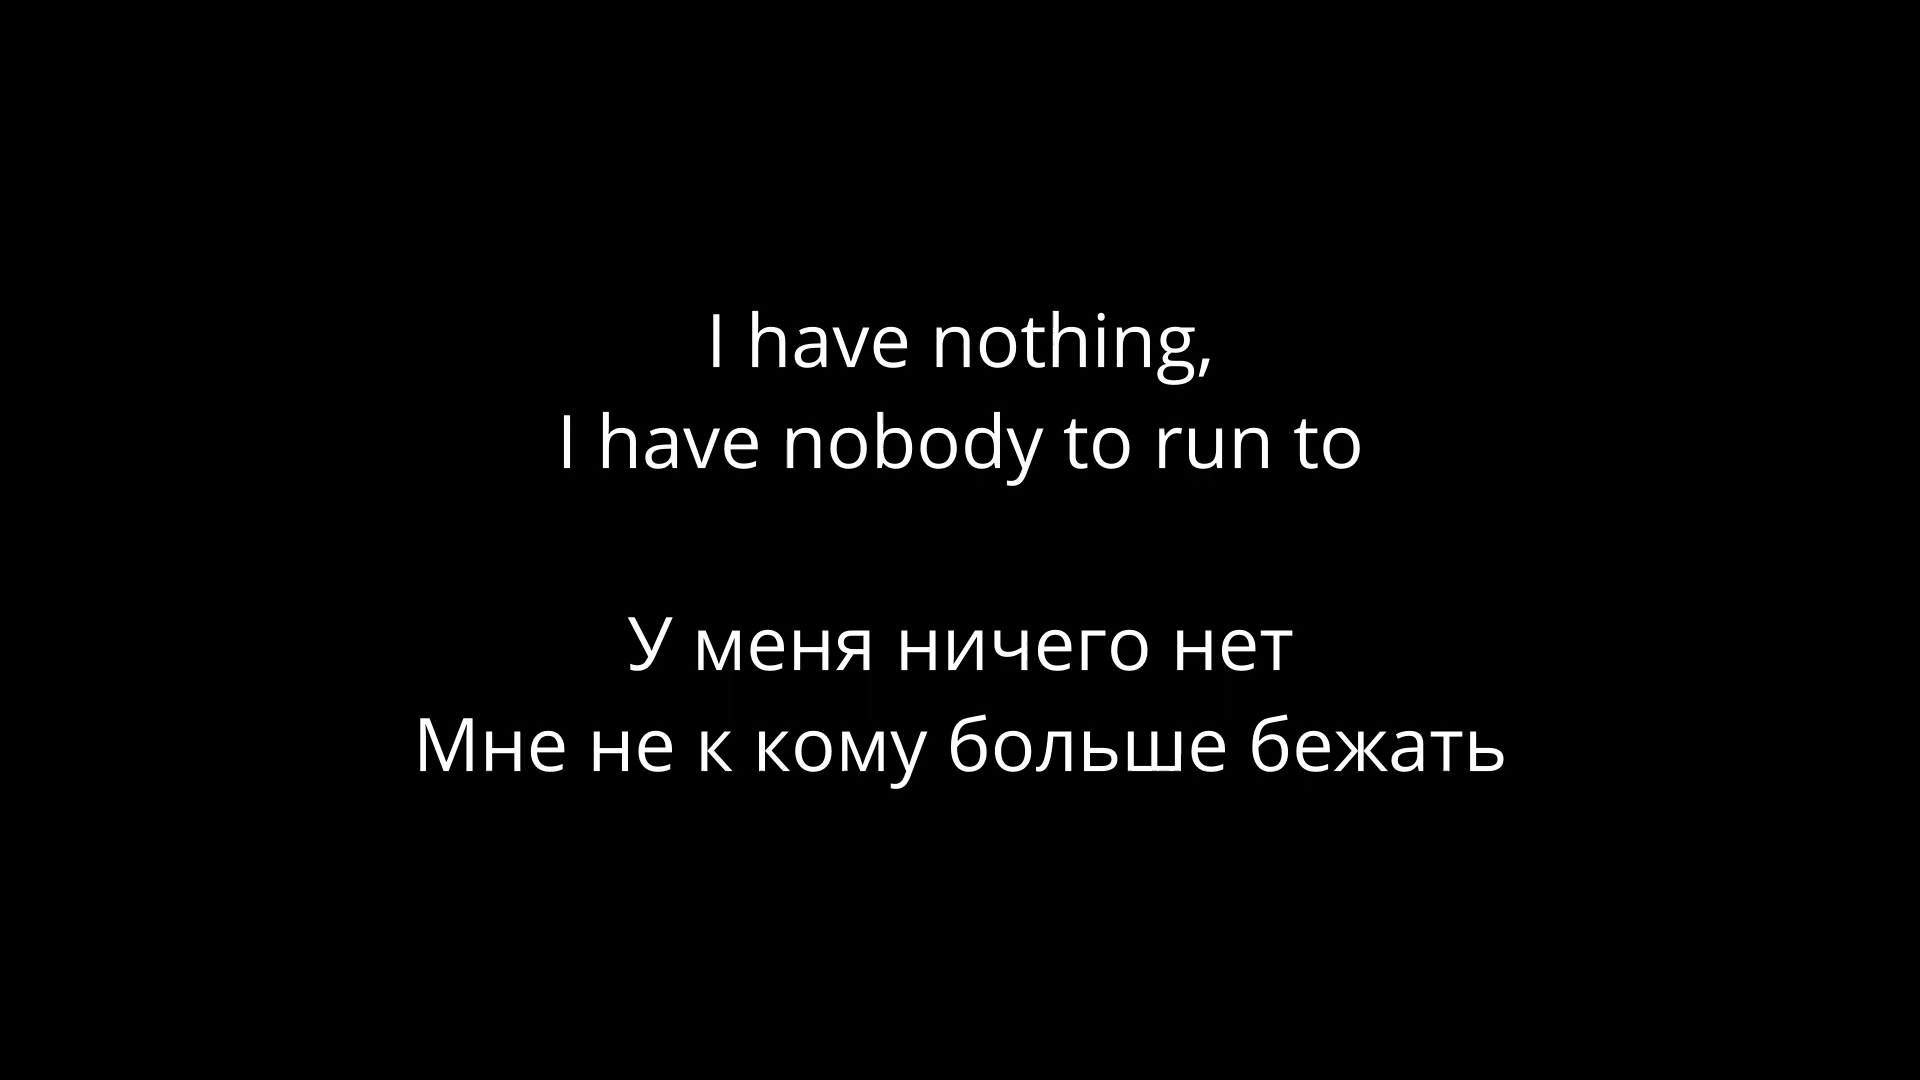 I have nothing,
I have nobody to run to
У меня ничего нет
Мне не к кому больше бежать